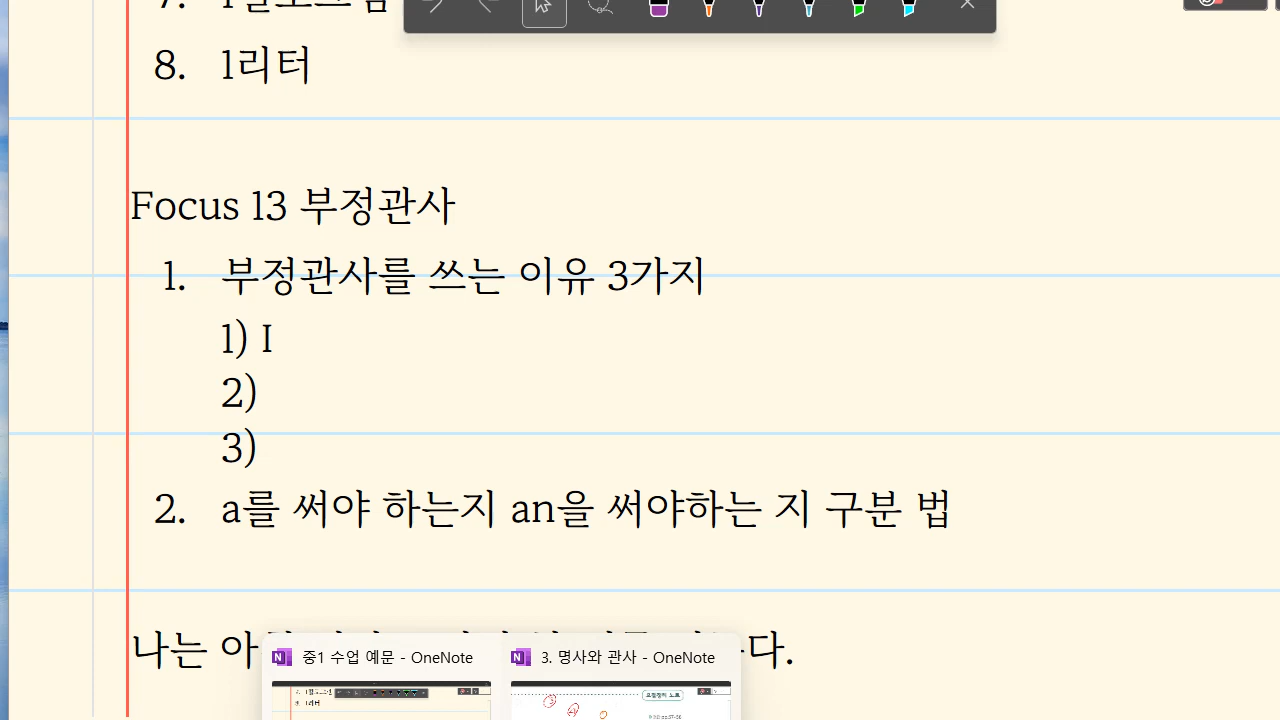 8. 1리터
Focus 13 부정관사
1. 부정관사를 쓰는 이유 3가지
1) I
2)
3)
2. a를 써야 하는지 an을 써야하는 지 구분 법
나는 다.
중1 수업 예문 - OneNote
3. 명사와 관사 - OneNote